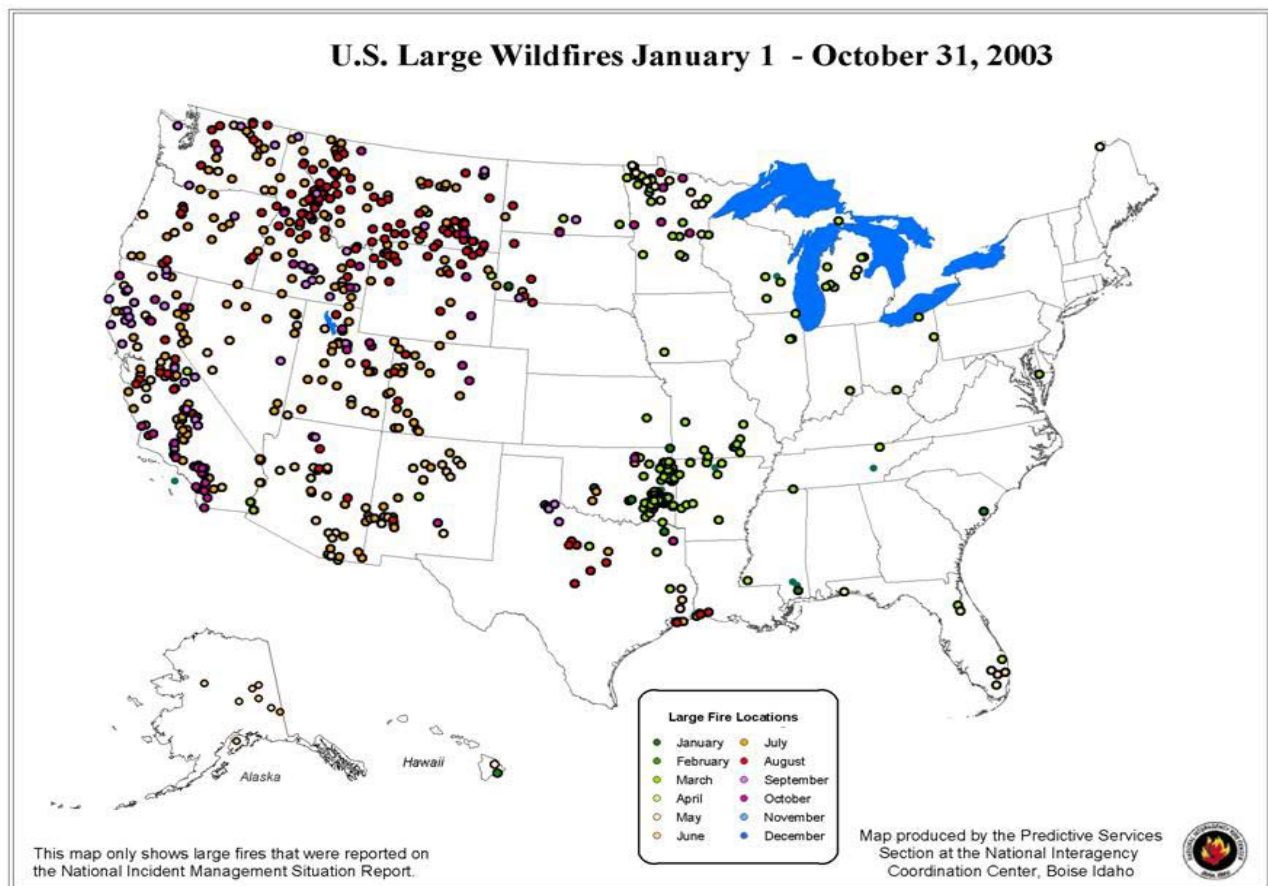 U.S. Large Wildfires January 1 - October 31, 2003
Alaska
Hawaii
Large Fire Locations
January
February
March
April
May
June
July
August
September
October
November
December
This map only shows large fires that were reported on
the National Incident Management Situation Report.
Map produced by the Predictive Services
Section at the National Interagency
Coordination Center, Boise Idaho